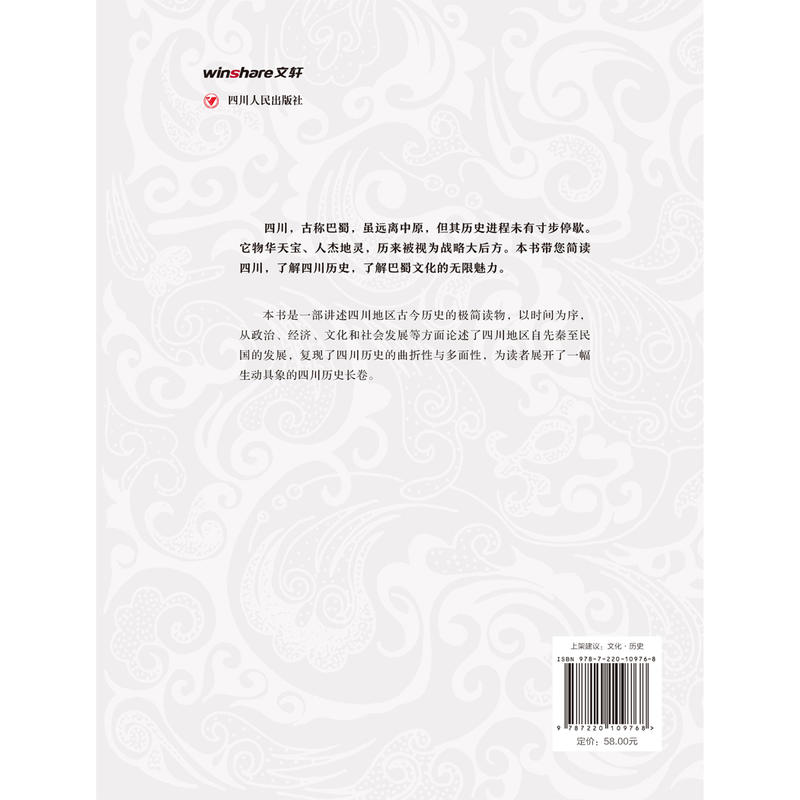 winshare文轩
四川人民出版社
四川，古称巴蜀，虽远离中原，但其历史进程未有寸步停歇。
它物华天宝、人杰地灵，历来被视为战略大后方。本书带您简读
四川，了解四川历史，了解巴蜀文化的无限魅力。
本书是一部讲述四川地区古今历史的极简读物，以时间为序，
从政治、经济、文化和社会发展等方面论述了四川地区自先秦至民
国的发展，复现了四川历史的曲折性与多面性，为读者展开了一幅
生动具象的四川历史长卷。
上架建议：文化·历史
ISBN 978-7-220-10976-8
9 787220 109768 >
定价：58.00元